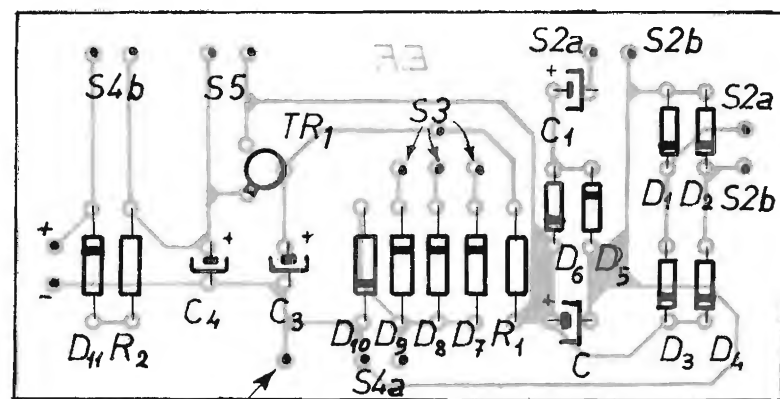 S4b S5 EF S2a S2b
TR1 S3 C1 S2a
D1 D2 S2b
+ + D6 D5
-
C4 C3 D10 D9 D8 D7 R1 C D3 D4
D11 R2
S4a